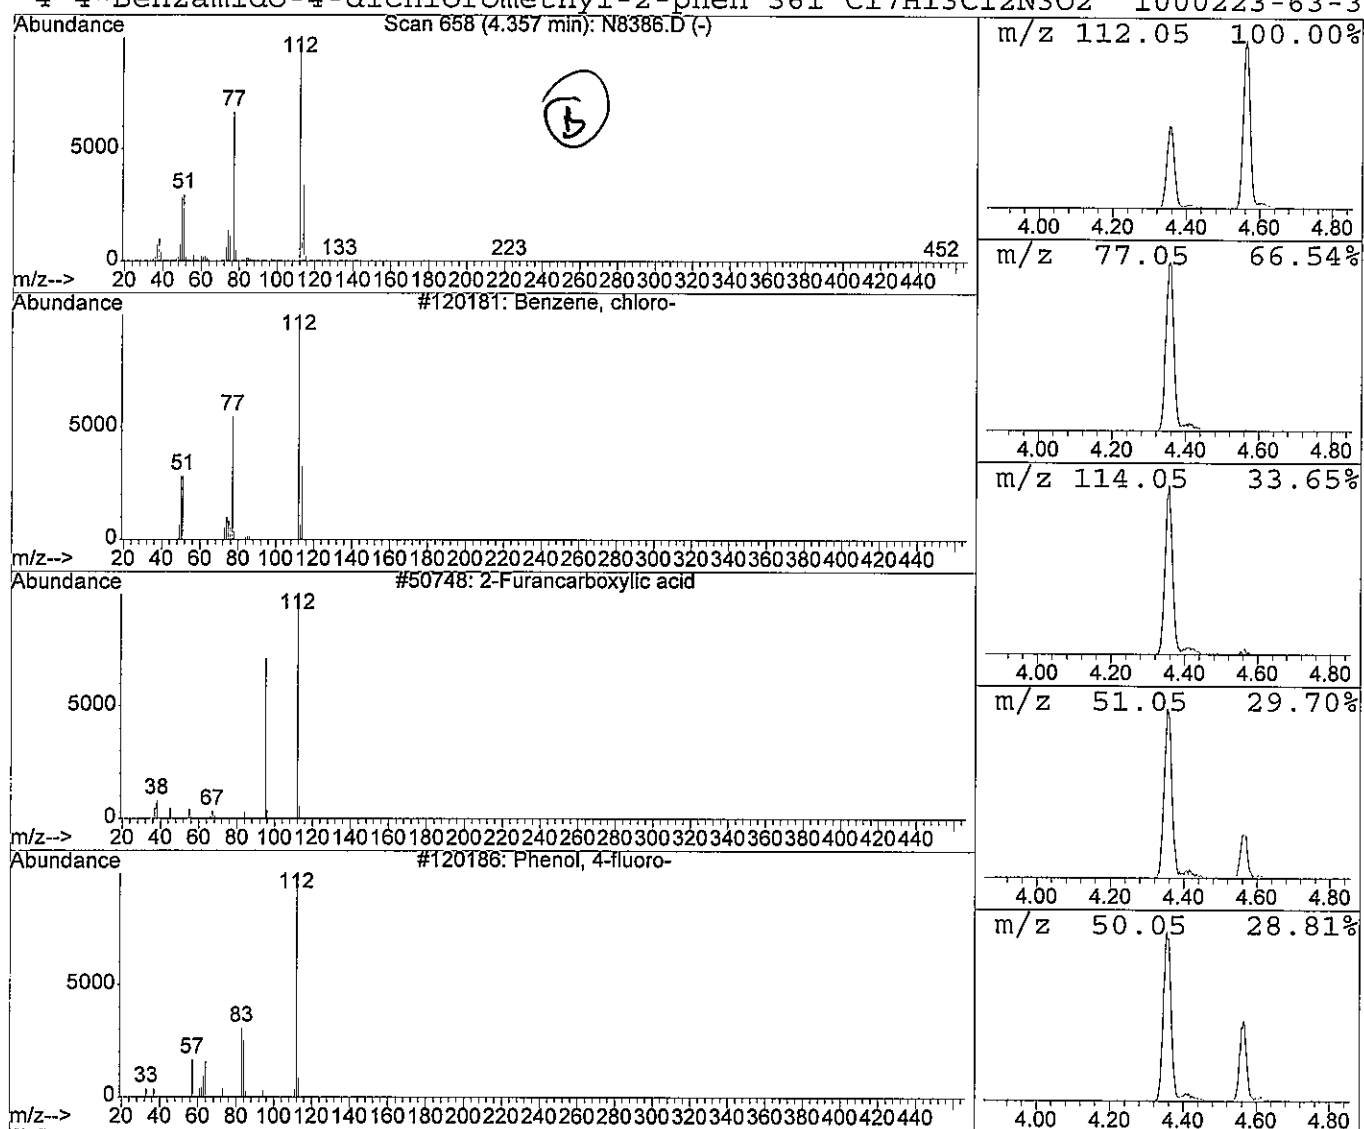 4 4-Benzamido-4-dichloromethyl-2-phen 361 C17H13Cl2N3O2 1000223-63-3
Abundance Scan 658 (4.357 min): N8386.D (-)
112
77
5000
51
0
133 223 452
20 40 60 80 100 120 140 160 180 200 220 240 260 280 300 320 340 360 380 400 420 440
m/z-->
b
Abundance #120181: Benzene, chloro-
112
77
5000
51
0
20 40 60 80 100 120 140 160 180 200 220 240 260 280 300 320 340 360 380 400 420 440
m/z-->
Abundance #50748: 2-Furancarboxylic acid
112
5000
38 67
0
20 40 60 80 100 120 140 160 180 200 220 240 260 280 300 320 340 360 380 400 420 440
m/z-->
Abundance #120186: Phenol, 4-fluoro-
112
5000
83
57
33
0
20 40 60 80 100 120 140 160 180 200 220 240 260 280 300 320 340 360 380 400 420 440
m/z-->
m/z 112.05 100.00%
4.00 4.20 4.40 4.60 4.80
m/z 77.05 66.54%
4.00 4.20 4.40 4.60 4.80
m/z 114.05 33.65%
4.00 4.20 4.40 4.60 4.80
m/z 51.05 29.70%
4.00 4.20 4.40 4.60 4.80
m/z 50.05 28.81%
4.00 4.20 4.40 4.60 4.80